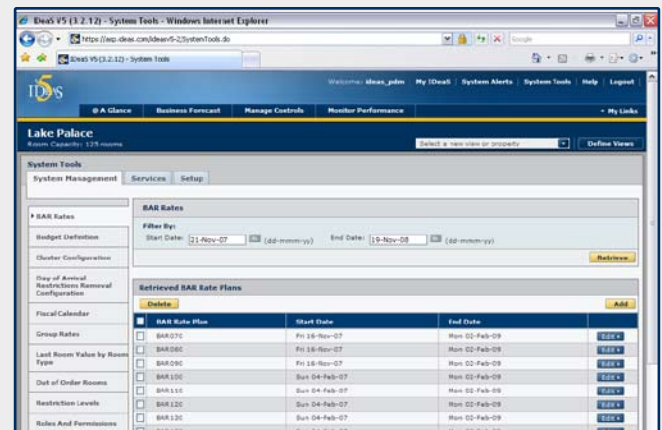 IDeaS V5 (3.2.12) - System Tools - Windows Internet Explorer
https://asp.ideas.com/ideasv5-2/SystemTools.do
Google
IDeaS V5 (3.2.12) - System Tools
IDeaS
Welcome: ideas_pdm My IDeaS System Alerts System Tools Help Logout
@ A Glance Business Forecast Manage Controls Monitor Performance My Links
Lake Palace
Room Capacity: 125 rooms
Select a new view or property Define Views
System Tools
System Management Services Setup
BAR Rates
Budget Definition
Cluster Configuration
Day of Arrival
Restrictions Removal
Configuration
Fiscal Calendar
Group Rates
Last Room Value by Room
Type
Out of Order Rooms
Restriction Levels
Roles And Permissions
BAR Rates
Filter By:
Start Date: 21-Nov-07 (dd-mmm-yy) End Date: 19-Nov-08 (dd-mmm-yy)
Retrieve
Retrieved BAR Rate Plans
Delete Add
BAR Rate Plan Start Date End Date
BAR070 Fri 16-Nov-07 Mon 02-Feb-09 Edit
BAR080 Fri 16-Nov-07 Mon 02-Feb-09 Edit
BAR090 Fri 16-Nov-07 Mon 02-Feb-09 Edit
BAR100 Sun 04-Feb-07 Mon 02-Feb-09 Edit
BAR110 Sun 04-Feb-07 Mon 02-Feb-09 Edit
BAR120 Sun 04-Feb-07 Mon 02-Feb-09 Edit
BAR130 Sun 04-Feb-07 Mon 02-Feb-09 Edit